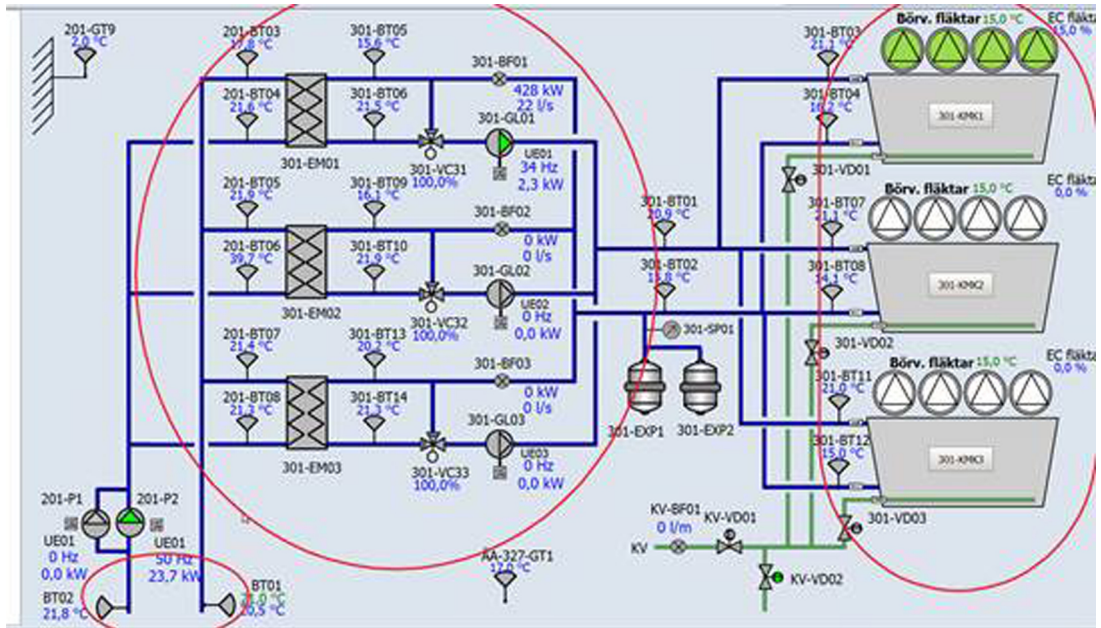 201-GT9
2,0 °C
201-BT03
17,8 °C
301-BT05
15,6 °C
301-BF01
428 kW
22 l/s
201-BT04
21,6 °C
301-BT06
21,5 °C
301-GL01
301-EM01
301-VC31
100,0%
UE01
34 Hz
2,3 kW
201-BT05
21,9 °C
301-BT09
16,1 °C
301-BF02
0 kW
0 l/s
201-BT06
39,7 °C
301-BT10
21,9 °C
301-GL02
301-EM02
301-VC32
100,0%
UE02
0 Hz
0,0 kW
201-BT07
21,4 °C
301-BT13
20,2 °C
301-BF03
0 kW
0 l/s
201-BT08
21,3 °C
301-BT14
21,3 °C
301-GL03
301-EM03
301-VC33
100,0%
UE03
0 Hz
0,0 kW
301-BT01
20,9 °C
301-BT02
15,8 °C
301-SP01
301-EXP1
301-EXP2
301-BT03
21,1 °C
Börv. fläktar 15,0 °C
EC fläkta
15,0 %
301-BT04
301-KMK1
301-VD01
301-BT07
21,1 °C
Börv. fläktar 15,0 °C
EC fläkta
0,0 %
301-BT08
14,1 °C
301-KMK2
301-VD02
301-BT11
21,0 °C
Börv. fläktar 15,0 °C
EC fläkta
0,0 %
301-BT12
15,0 °C
301-KMK3
301-VD03
201-P1
201-P2
UE01
0 Hz
0,0 kW
UE01
50 Hz
23,7 kW
BT02
21,8 °C
BT01
21,0 °C
20,5 °C
AA-327-GT1
17,0 °C
KV-BF01
0 l/m
KV-VD01
KV
KV-VD02